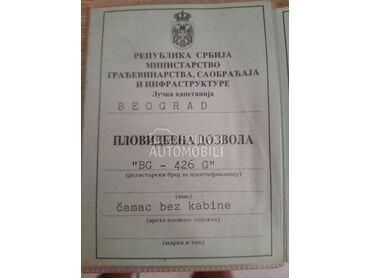 РЕПУБЛИКА СРБИЈА
МИНИСТАРСТВО
ГРАЂЕВИНАРСТВА, САОБРАЋАЈА
И ИНФРАСТРУКТУРЕ
Лучка капетанија
BEOGRAD
ПЛОВИДБЕНА ДОЗВОЛА
AUTOMOBILI
"BG - 426 G"
(регистарски број за идентификацију)
(име)
čamac bez kabine
(врста пловног објекта)
(марка и тип)